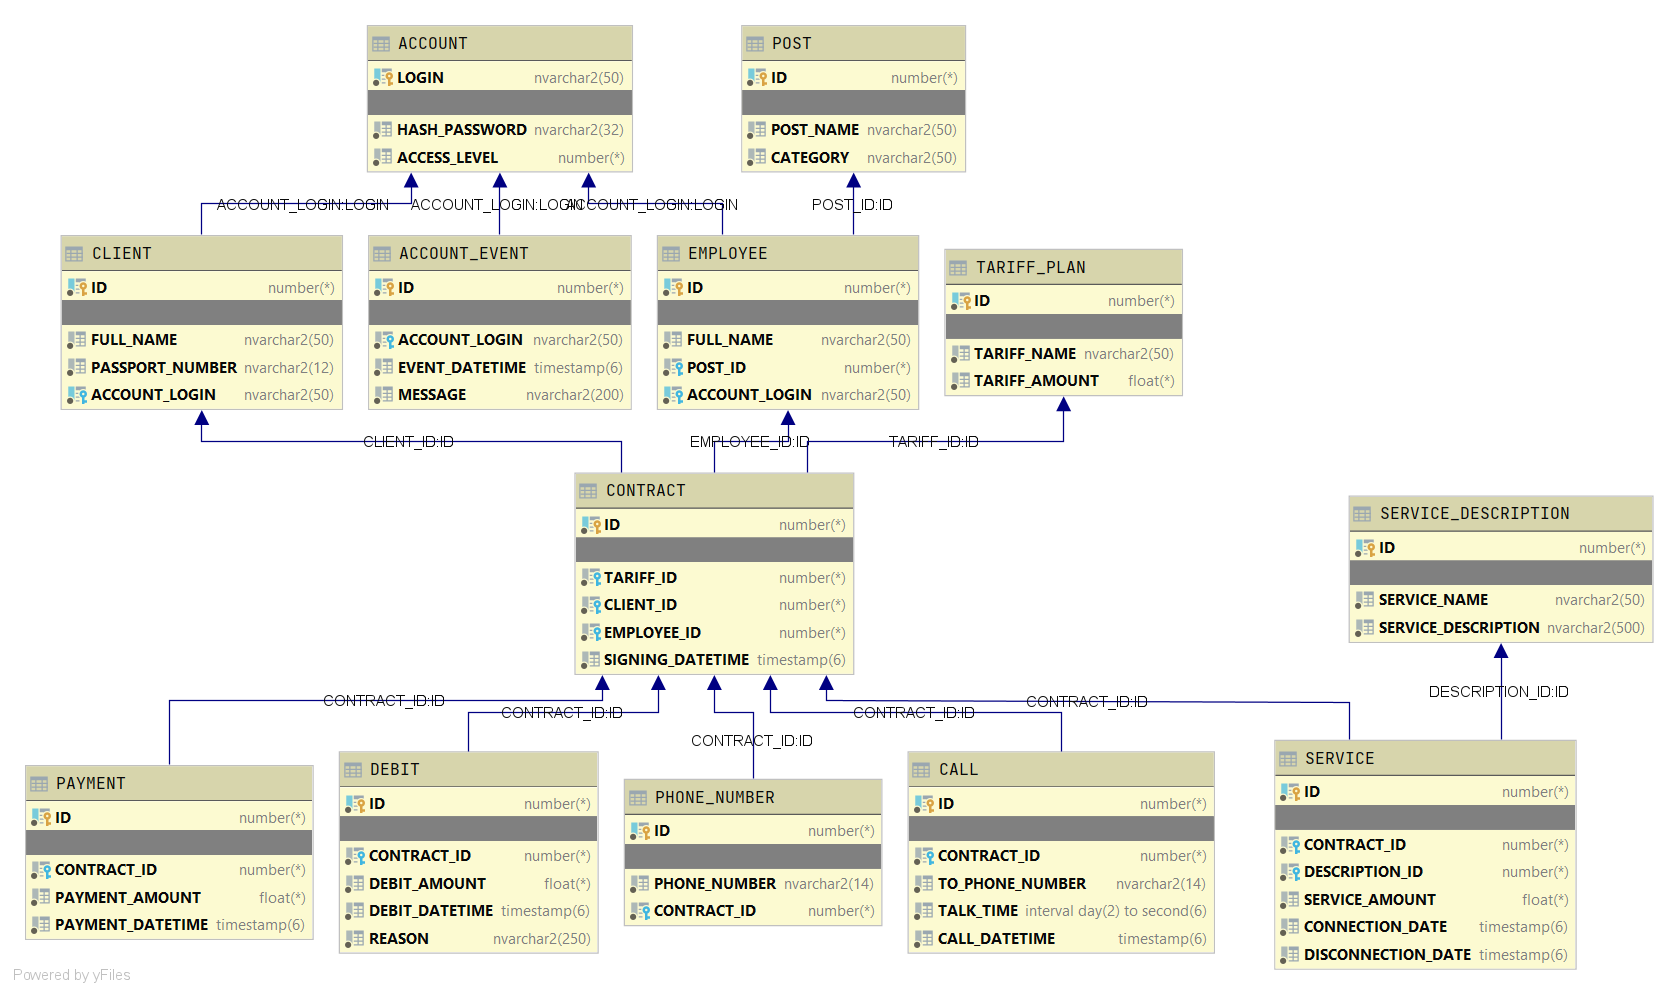 ACCOUNT
LOGIN nvarchar2(50)
HASH_PASSWORD nvarchar2(32)
ACCESS_LEVEL number(*)
POST
ID number(*)
POST_NAME nvarchar2(50)
CATEGORY nvarchar2(50)
ACCOUNT_LOGIN:LOGIN
ACCOUNT_LOGIN:LOGIN
ACCOUNT_LOGIN:LOGIN
POST_ID:ID
CLIENT
ID number(*)
FULL_NAME nvarchar2(50)
PASSPORT_NUMBER nvarchar2(12)
ACCOUNT_LOGIN nvarchar2(50)
ACCOUNT_EVENT
ID number(*)
ACCOUNT_LOGIN nvarchar2(50)
EVENT_DATETIME timestamp(6)
MESSAGE nvarchar2(200)
EMPLOYEE
ID number(*)
FULL_NAME nvarchar2(50)
POST_ID number(*)
ACCOUNT_LOGIN nvarchar2(50)
TARIFF_PLAN
ID number(*)
TARIFF_NAME nvarchar2(50)
TARIFF_AMOUNT float(*)
CLIENT_ID:ID
EMPLOYEE_ID:ID
TARIFF_ID:ID
CONTRACT
ID number(*)
TARIFF_ID number(*)
CLIENT_ID number(*)
EMPLOYEE_ID number(*)
SIGNING_DATETIME timestamp(6)
SERVICE_DESCRIPTION
ID number(*)
SERVICE_NAME nvarchar2(50)
SERVICE_DESCRIPTION nvarchar2(500)
CONTRACT_ID:ID
CONTRACT_ID:ID
CONTRACT_ID:ID
CONTRACT_ID:ID
CONTRACT_ID:ID
DESCRIPTION_ID:ID
PAYMENT
ID number(*)
CONTRACT_ID number(*)
PAYMENT_AMOUNT float(*)
PAYMENT_DATETIME timestamp(6)
DEBIT
ID number(*)
CONTRACT_ID number(*)
DEBIT_AMOUNT float(*)
DEBIT_DATETIME timestamp(6)
REASON nvarchar2(250)
PHONE_NUMBER
ID number(*)
PHONE_NUMBER nvarchar2(14)
CONTRACT_ID number(*)
CALL
ID number(*)
CONTRACT_ID number(*)
TO_PHONE_NUMBER nvarchar2(14)
TALK_TIME interval day(2) to second(6)
CALL_DATETIME timestamp(6)
SERVICE
ID number(*)
CONTRACT_ID number(*)
DESCRIPTION_ID number(*)
SERVICE_AMOUNT float(*)
CONNECTION_DATE timestamp(6)
DISCONNECTION_DATE timestamp(6)
Powered by yFiles